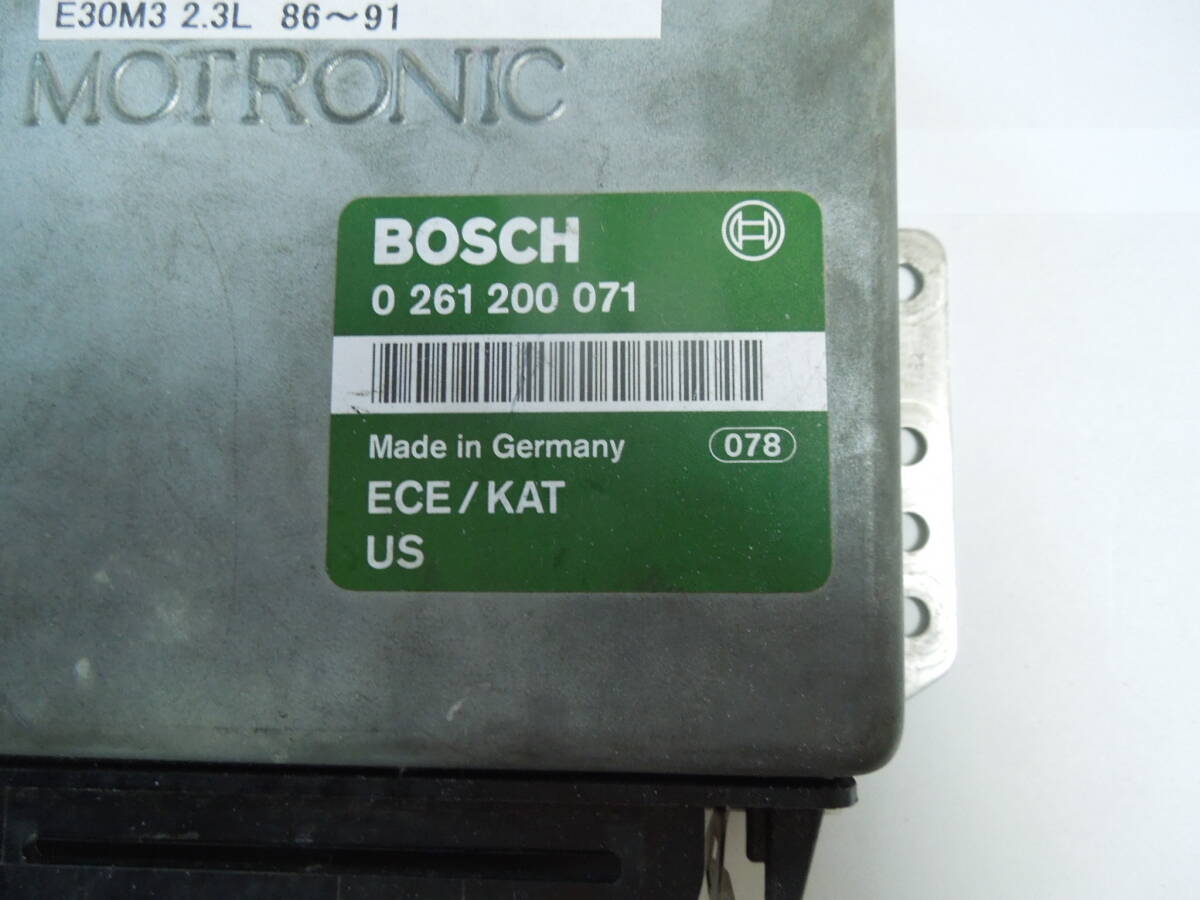 E30M3 2.3L 86～91
MOTRONIC
BOSCH
0 261 200 071
Made in Germany 078
ECE/KAT
US